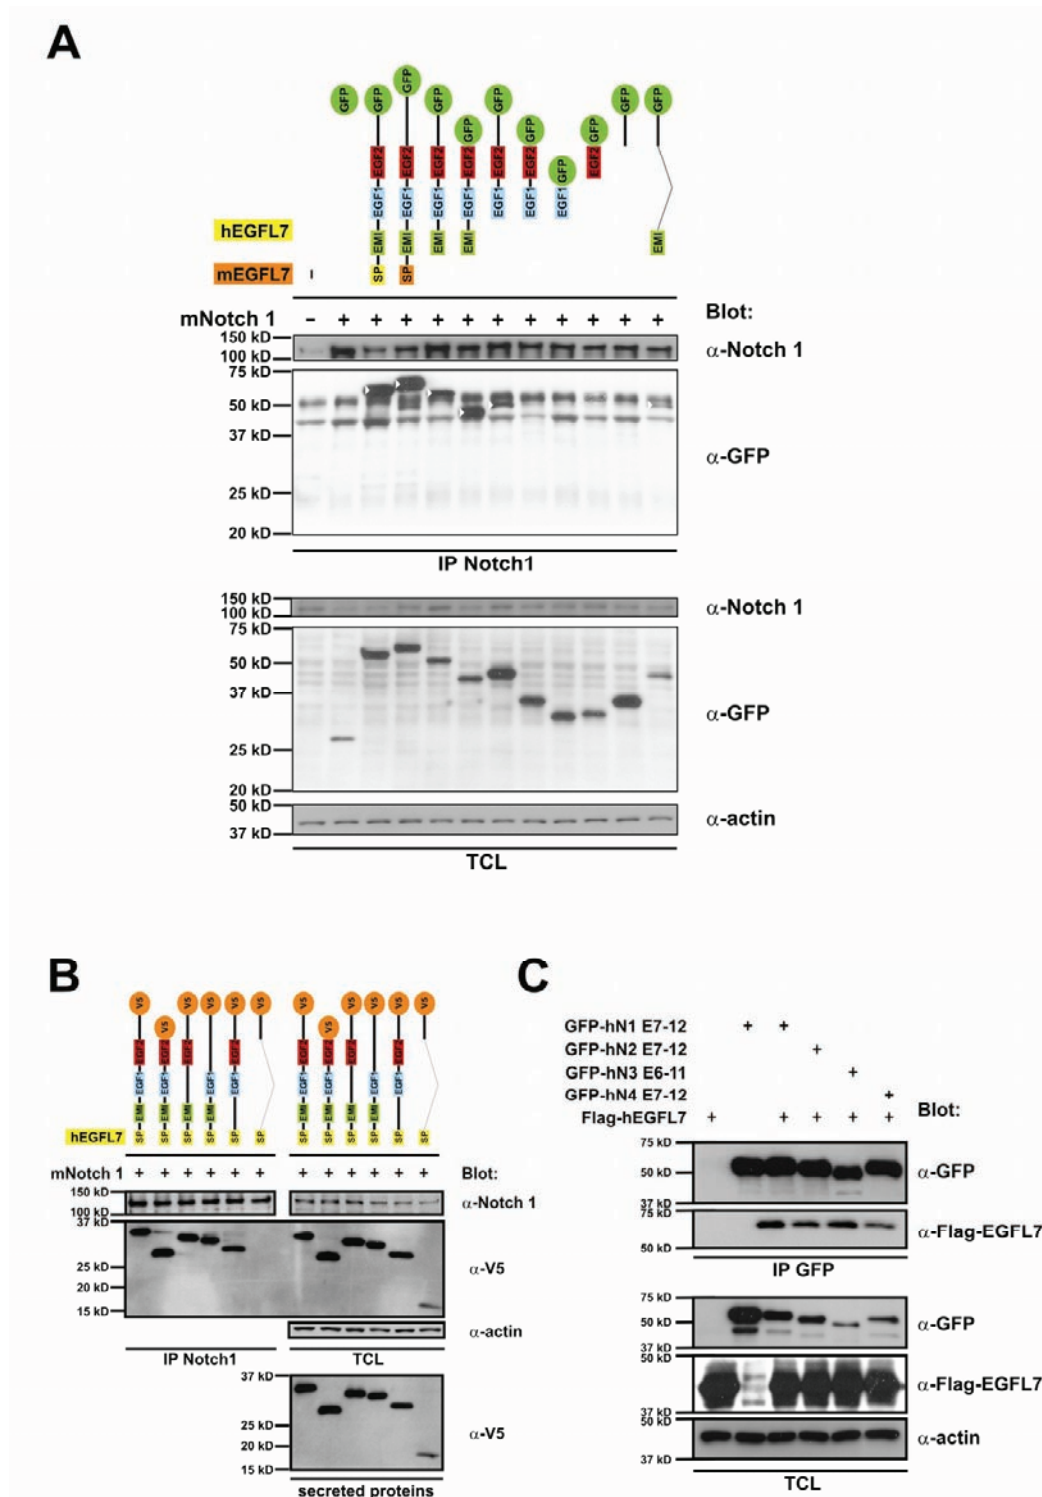 A
GFP GFP GFP GFP GFP GFP GFP GFP GFP GFP GFP
EGF2 EGF2 EGF2 EGF2 EGF2 EGF2 EGF2
EGF1 EGF1 EGF1 EGF1 EGF1 EGF1 EGF1
hEGFL7 EMI EMI EMI EMI EMI
mEGFL7 – SP SP
mNotch 1 – + + + + + + + + + + + Blot:
150 kD
100 kD
α-Notch 1
75 kD
50 kD
37 kD
25 kD
20 kD
α-GFP
IP Notch1
150 kD
100 kD
α-Notch 1
75 kD
50 kD
37 kD
25 kD
20 kD
α-GFP
50 kD
37 kD
α-actin
TCL
B
V5 V5 V5 V5 V5 V5 V5 V5 V5 V5 V5 V5
EGF2 EGF2 EGF2 EGF2 EGF2 EGF2 EGF2 EGF2
EGF1 EGF1 EGF1 EGF1 EGF1 EGF1 EGF1 EGF1
EMI EMI EMI EMI EMI EMI EMI EMI
hEGFL7 SP SP SP SP SP SP SP SP SP SP SP SP
mNotch 1 + + + + + + + + + + + + Blot:
150 kD
100 kD
α-Notch 1
37 kD
25 kD
20 kD
15 kD
α-V5
α-actin
IP Notch1 TCL
37 kD
25 kD
20 kD
15 kD
α-V5
secreted proteins
C
GFP-hN1 E7-12 + +
GFP-hN2 E7-12 +
GFP-hN3 E6-11 +
GFP-hN4 E7-12 +
Flag-hEGFL7 + + + + +
Blot:
75 kD
50 kD
37 kD
α-GFP
75 kD
50 kD
α-Flag-EGFL7
IP GFP
75 kD
50 kD
37 kD
α-GFP
50 kD
37 kD
α-Flag-EGFL7
50 kD
37 kD
α-actin
TCL